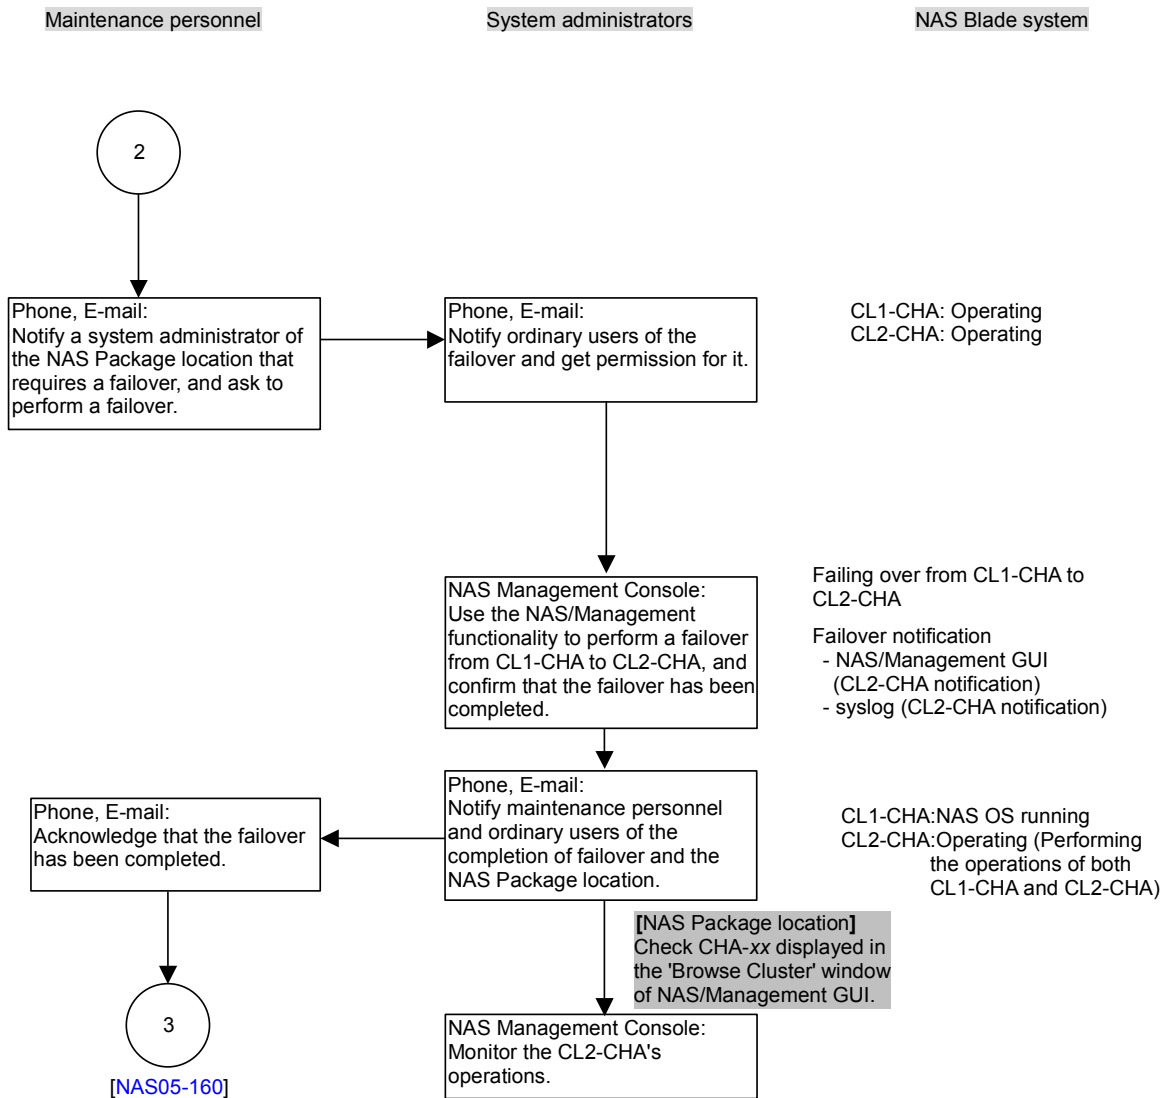 Maintenance personnel
System administrators
NAS Blade system
2
Phone, E-mail:
Notify a system administrator of
the NAS Package location that
requires a failover, and ask to
perform a failover.
Phone, E-mail:
Notify ordinary users of the
failover and get permission for it.
CL1-CHA: Operating
CL2-CHA: Operating
NAS Management Console:
Use the NAS/Management
functionality to perform a failover
from CL1-CHA to CL2-CHA, and
confirm that the failover has been
completed.
Failing over from CL1-CHA to
CL2-CHA
Failover notification
- NAS/Management GUI
(CL2-CHA notification)
- syslog (CL2-CHA notification)
Phone, E-mail:
Notify maintenance personnel
and ordinary users of the
completion of failover and the
NAS Package location.
Phone, E-mail:
Acknowledge that the failover
has been completed.
CL1-CHA:NAS OS running
CL2-CHA:Operating (Performing
the operations of both
CL1-CHA and CL2-CHA)
[NAS Package location]
Check CHA-xx displayed in
the 'Browse Cluster' window
of NAS/Management GUI.
3
[NAS05-160]
NAS Management Console:
Monitor the CL2-CHA's
operations.